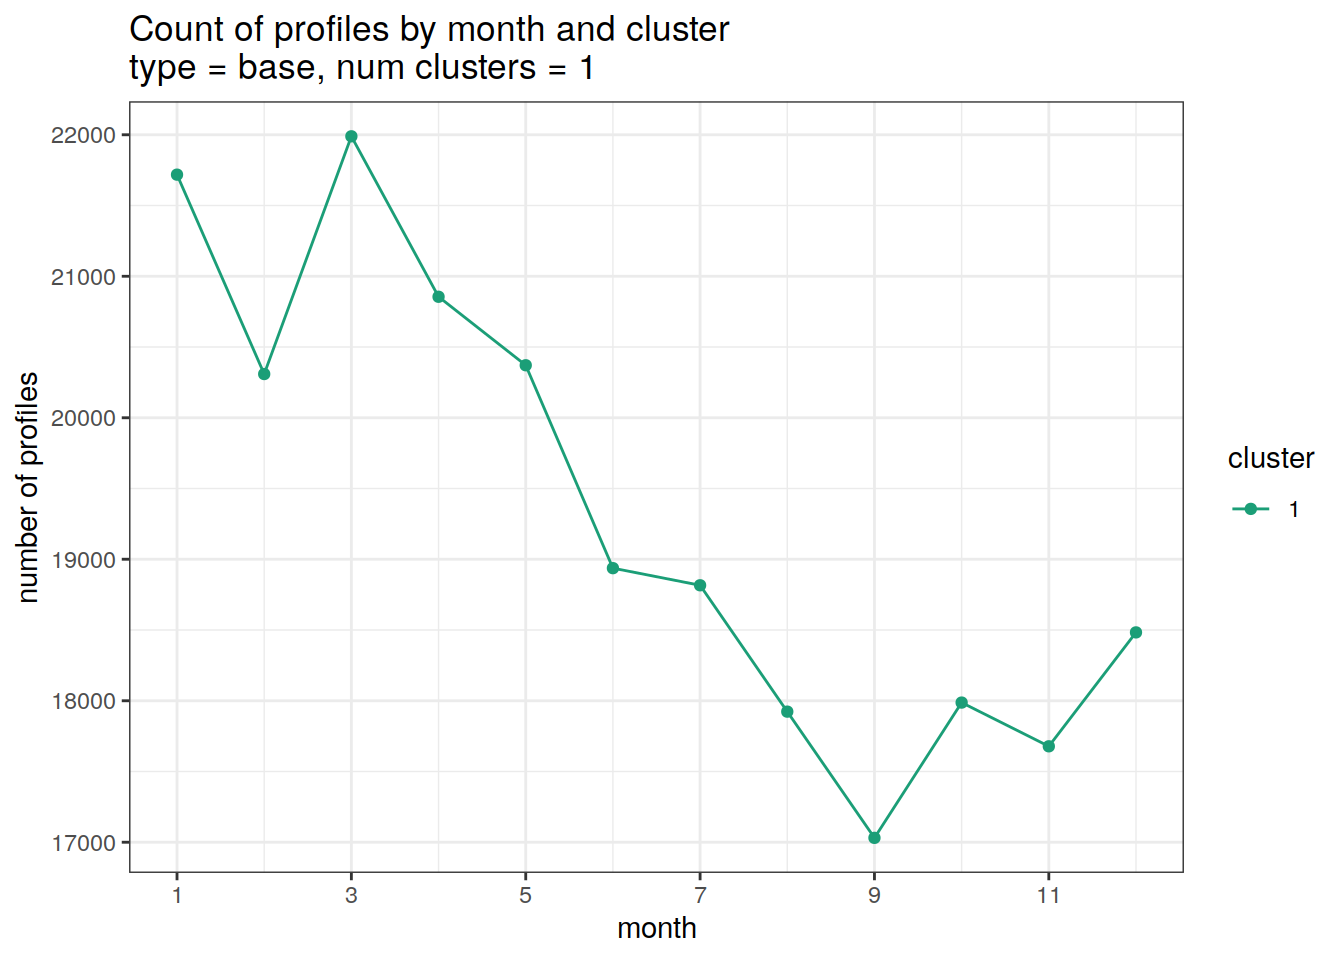 Count of profiles by month and cluster
type = base, num clusters = 1
22000
21000
20000
19000
18000
17000
number of profiles
1 3 5 7 9 11
month
cluster
1